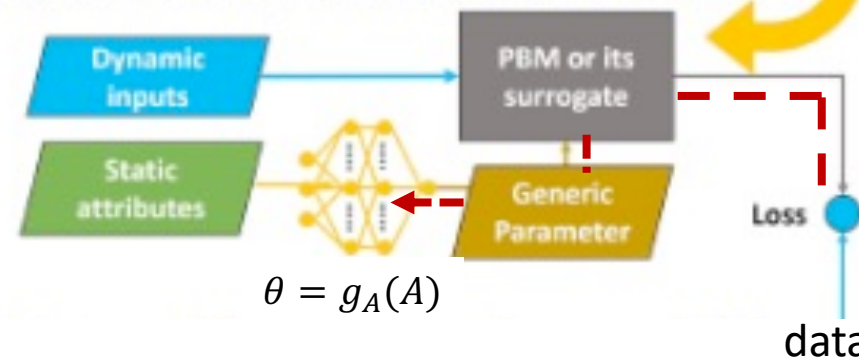 Dynamic
inputs
PBM or its
surrogate
Static
attributes
Generic
Parameter
Loss
θ = g_A(A)
data